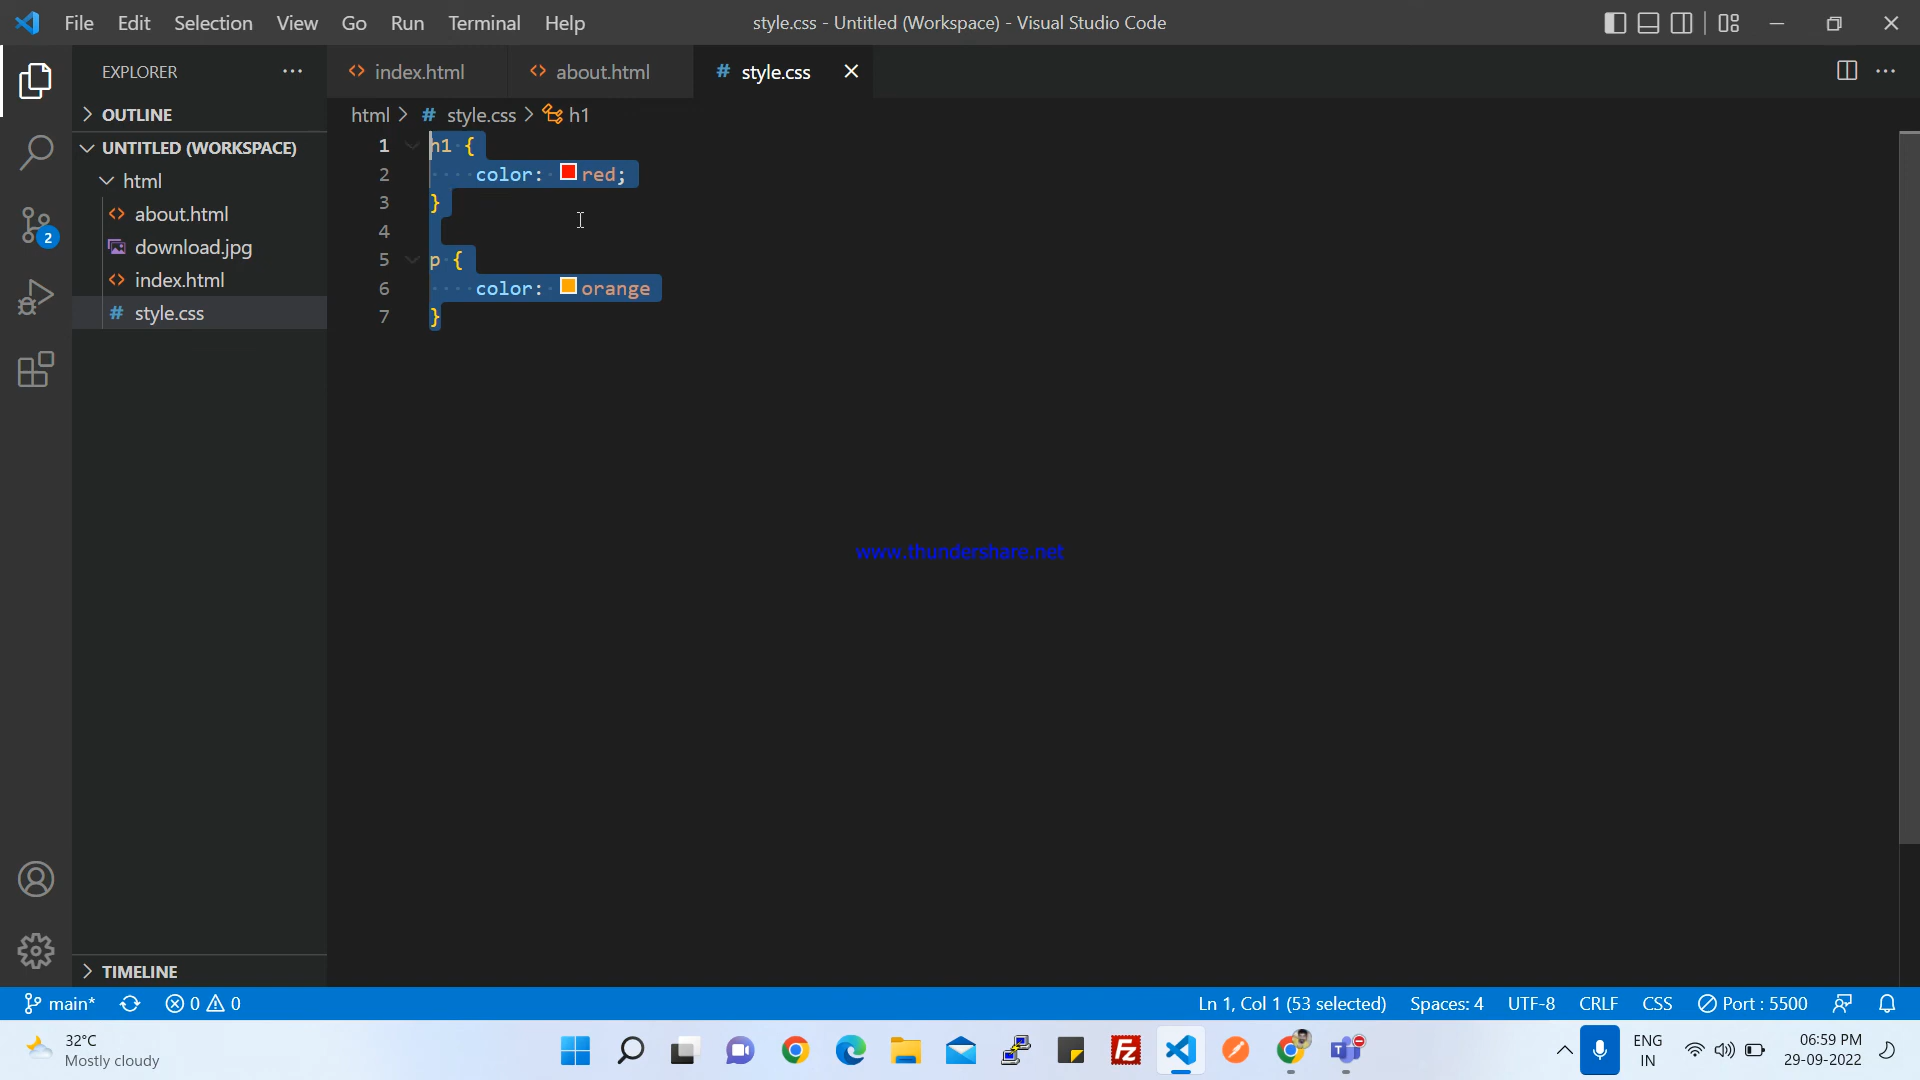 File Edit Selection View Go Run Terminal Help
style.css - Untitled (Workspace) - Visual Studio Code
EXPLORER
OUTLINE
UNTITLED (WORKSPACE)
html
about.html
download.jpg
index.html
style.css
TIMELINE
index.html
about.html
# style.css
html > # style.css > h1
1 h1 {
2 color: red;
3 }
4
5 p {
6 color: orange
7 }
www.thundershare.net
2
main* 0 0
Ln 1, Col 1 (53 selected) Spaces: 4 UTF-8 CRLF CSS Port : 5500
32°C
Mostly cloudy
Fz
T
ENG
IN
06:59 PM
29-09-2022